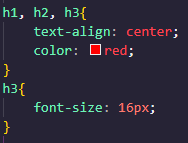 h1, h2, h3{
    text-align: center;
    color: red;
}
h3{
    font-size: 16px;
}